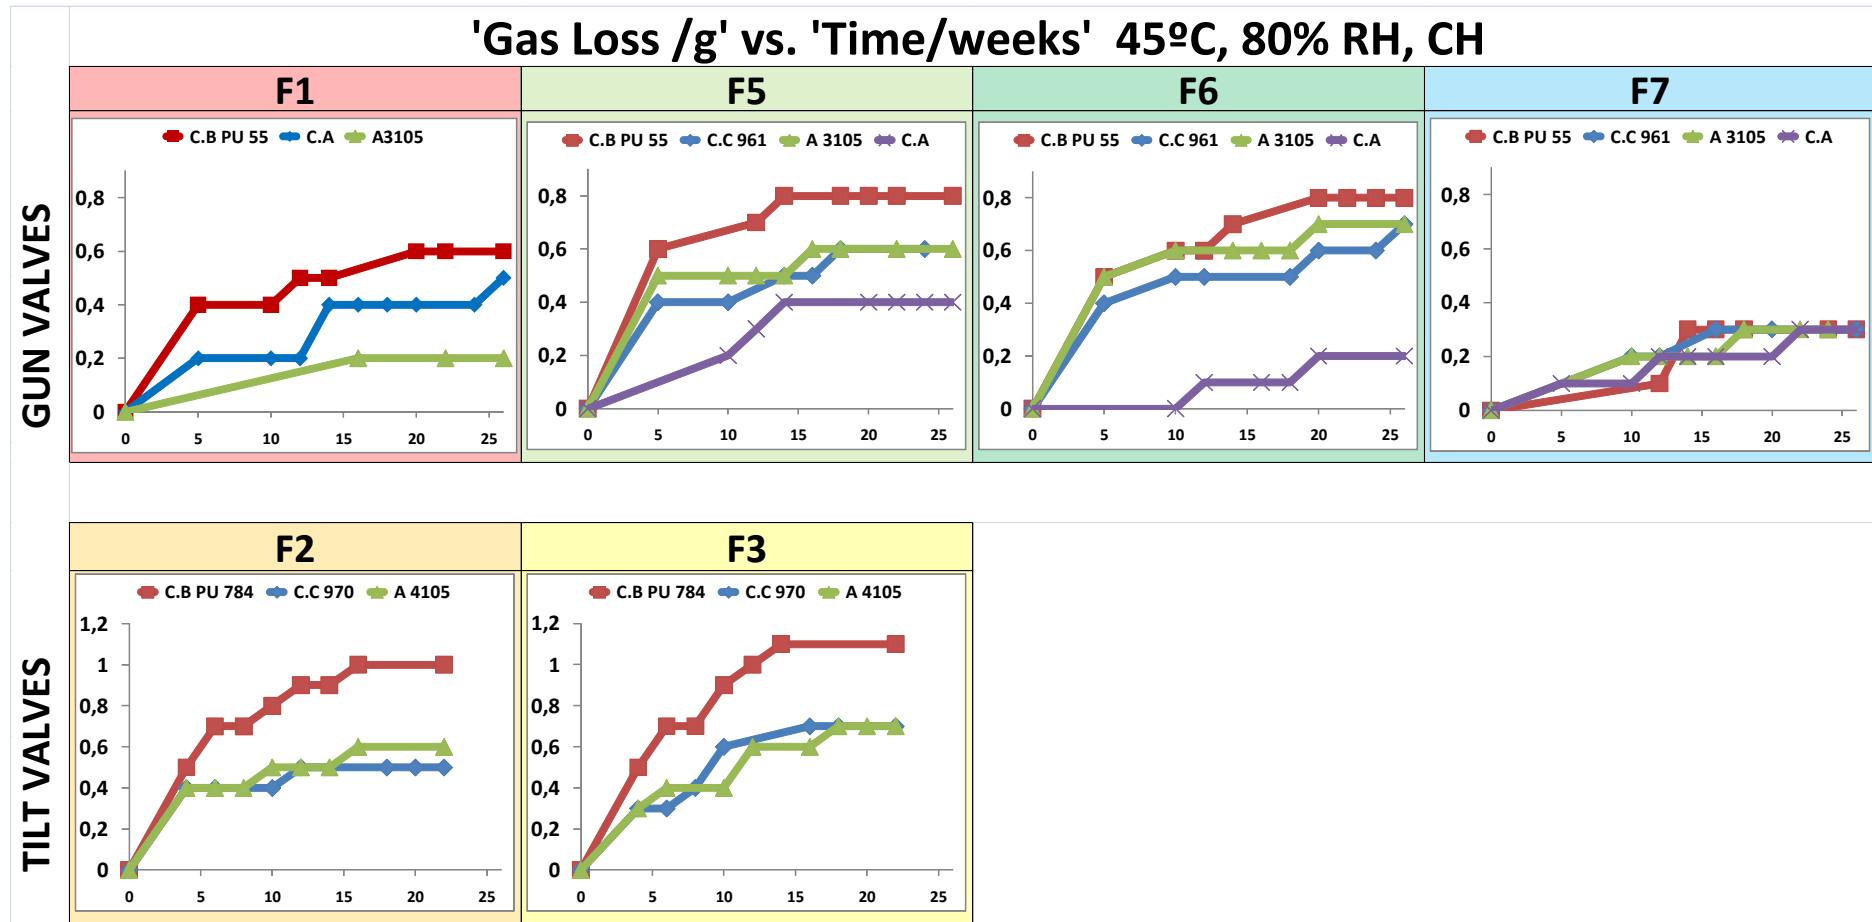 'Gas Loss /g' vs. 'Time/weeks' 45ºC, 80% RH, CH
GUN VALVES
F1
F5
F6
F7
C.B PU 55 C.A A3105
0,8
0,6
0,4
0,2
0
0 5 10 15 20 25
C.B PU 55 C.C 961 A 3105 C.A
0,8
0,6
0,4
0,2
0
0 5 10 15 20 25
C.B PU 55 C.C 961 A 3105 C.A
0,8
0,6
0,4
0,2
0
0 5 10 15 20 25
C.B PU 55 C.C 961 A 3105 C.A
0,8
0,6
0,4
0,2
0
0 5 10 15 20 25
TILT VALVES
F2
F3
C.B PU 784 C.C 970 A 4105
1,2
1
0,8
0,6
0,4
0,2
0
0 5 10 15 20 25
C.B PU 784 C.C 970 A 4105
1,2
1
0,8
0,6
0,4
0,2
0
0 5 10 15 20 25